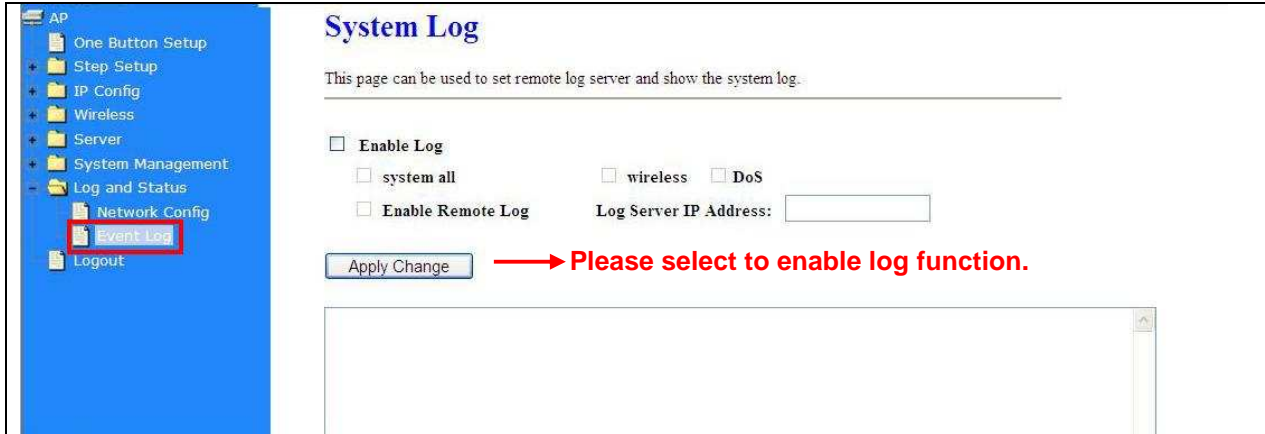 AP
One Button Setup
Step Setup
IP Config
Wireless
Server
System Management
Log and Status
Network Config
Event Log
Logout
System Log
This page can be used to set remote log server and show the system log.
Enable Log
system all wireless DoS
Enable Remote Log Log Server IP Address:
Apply Change Please select to enable log function.